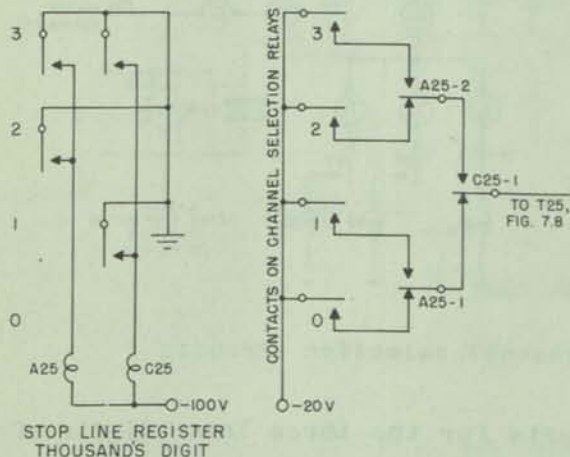 3
2
1
0
A25
C25
-100V
STOP LINE REGISTER
THOUSAND'S DIGIT
CONTACTS ON CHANNEL SELECTION RELAYS
3
2
1
0
A25-2
C25-1
TO T25,
FIG. 7.8
A25-1
-20V